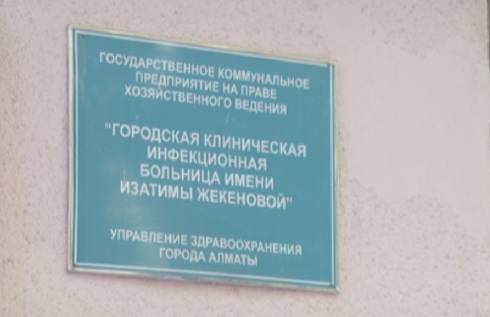 ГОСУДАРСТВЕННОЕ КОММУНАЛЬНОЕ
ПРЕДПРИЯТИЕ НА ПРАВЕ
ХОЗЯЙСТВЕННОГО ВЕДЕНИЯ
"ГОРОДСКАЯ КЛИНИЧЕСКАЯ
ИНФЕКЦИОННАЯ
БОЛЬНИЦА ИМЕНИ
ИЗАТИМЫ ЖЕКЕНОВОЙ"
УПРАВЛЕНИЕ ЗДРАВООХРАНЕНИЯ
ГОРОДА АЛМАТЫ